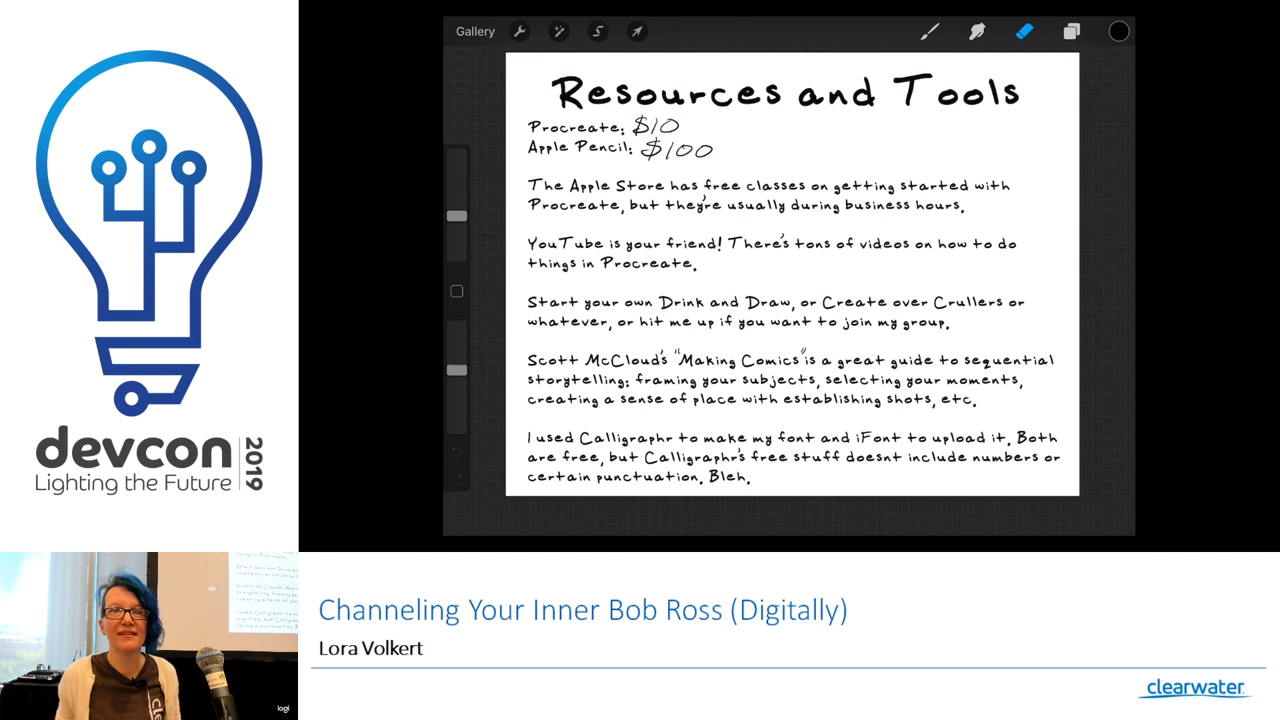 Gallery
Resources and Tools
Procreate: $10
Apple Pencil: $100
The Apple Store has free classes on getting started with
Procreate, but they're usually during business hours.
YouTube is your friend! There's tons of videos on how to do
things in Procreate.
Start your own Drink and Draw, or Create over Crullers or
whatever, or hit me up if you want to join my group.
Scott McCloud's "Making Comics" is a great guide to sequential
storytelling: framing your subjects, selecting your moments,
creating a sense of place with establishing shots, etc.
I used Calligraphr to make my font and iFont to upload it. Both
are free, but Calligraphr's free stuff doesnt include numbers or
certain punctuation. Bleh.
devcon 2019
Lighting the Future
logi
Channeling Your Inner Bob Ross (Digitally)
Lora Volkert
clearwater